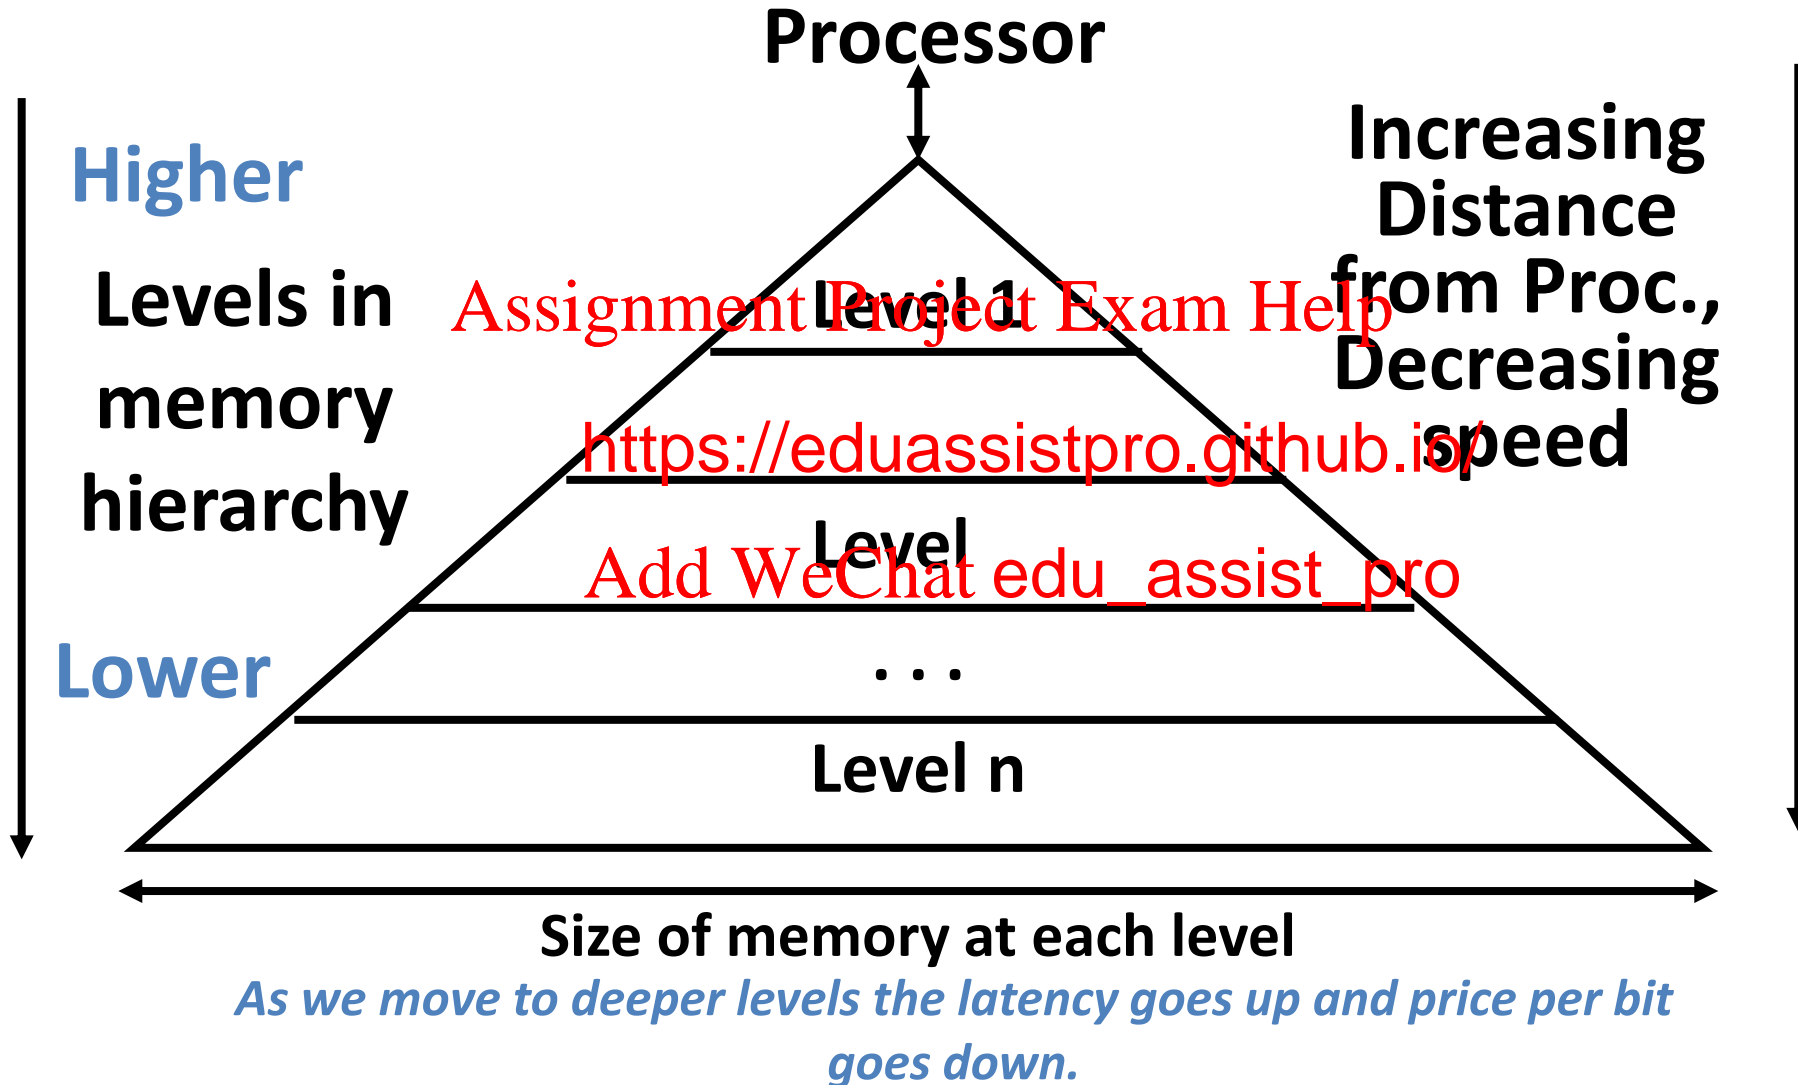 Processor
Higher
Levels in
memory
hierarchy
Lower
Increasing
Distance
from Proc.,
Decreasing
speed
Level 1
Assignment Project Exam Help
https://eduassistpro.github.io/
Level
Add WeChat edu_assist_pro
. . .
Level n
Size of memory at each level
As we move to deeper levels the latency goes up and price per bit
goes down.